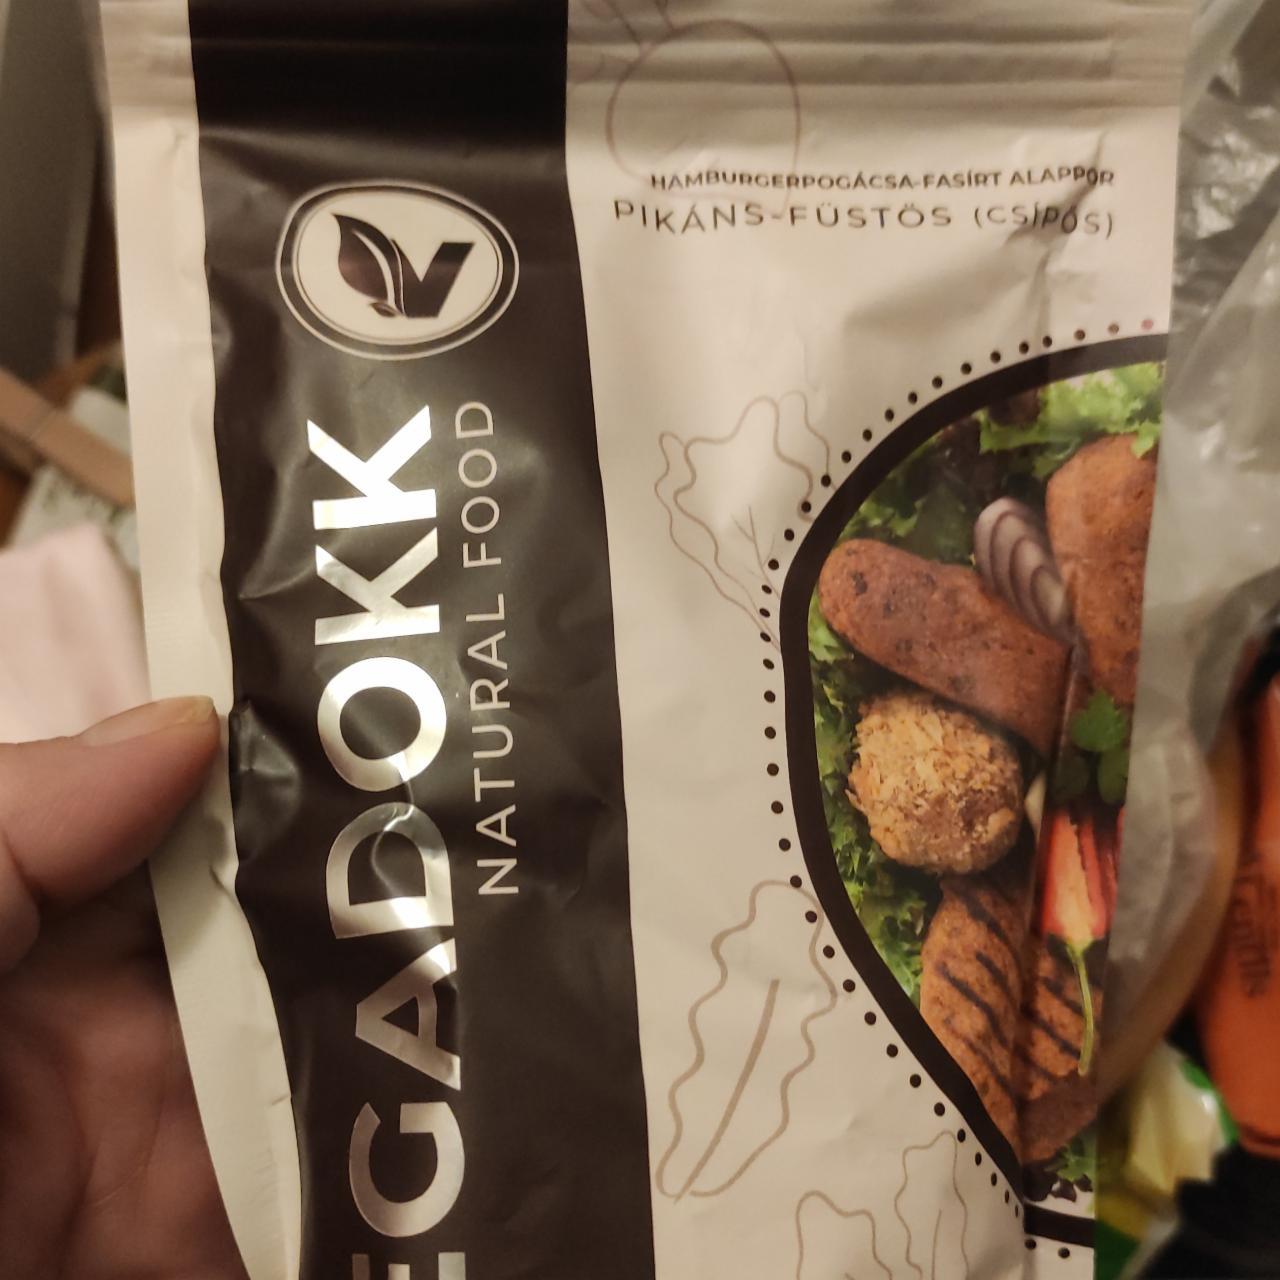 HAMBURGERPOGÁCSA-FASÍRT ALAPPOR
PIKÁNS-FÜSTÖS (CSÍPŐS)
EGADOKK
NATURAL FOOD